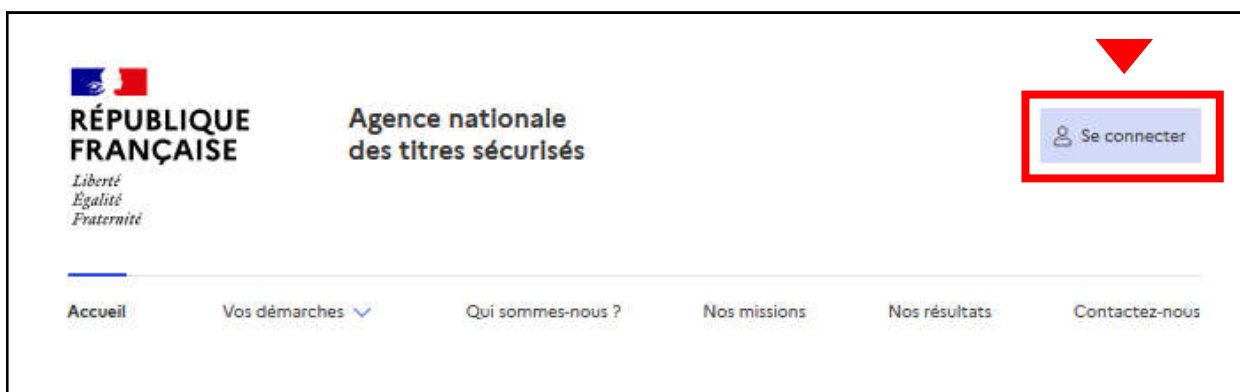 RÉPUBLIQUE
FRANÇAISE
Liberté
Égalité
Fraternité
Agence nationale
des titres sécurisés
Se connecter
Accueil
Vos démarches
Qui sommes-nous ?
Nos missions
Nos résultats
Contactez-nous